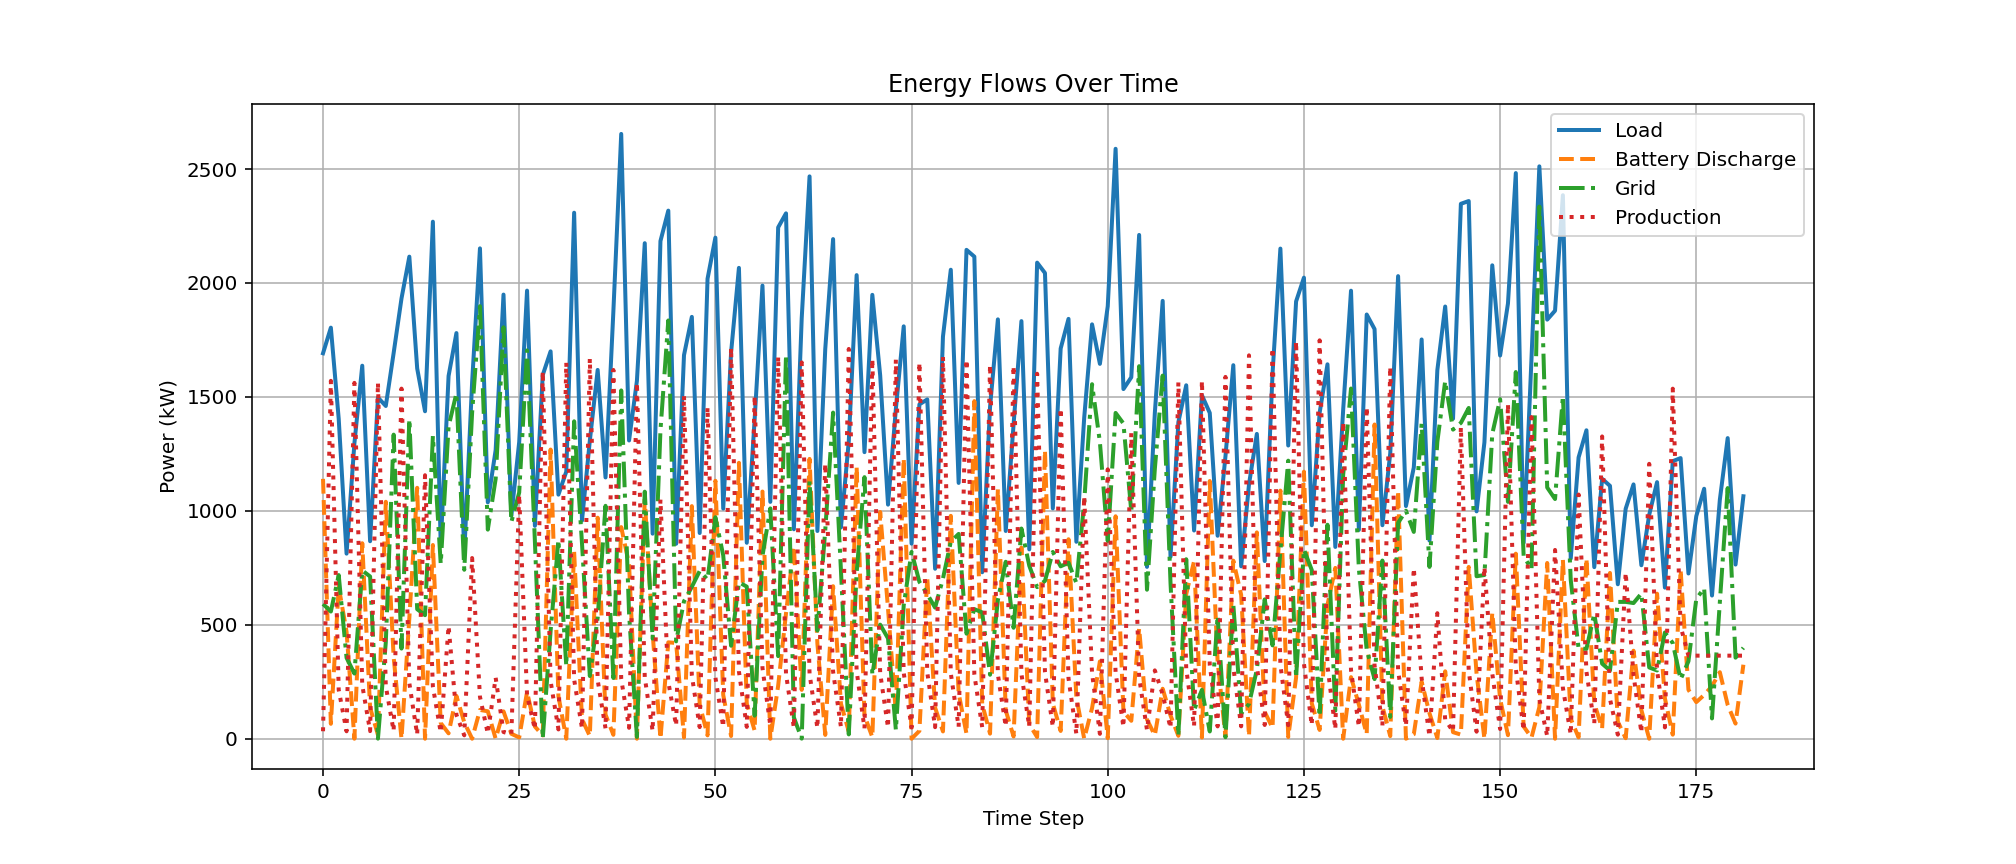 Energy Flows Over Time
Load
Battery Discharge
Grid
Production
2500
2000
1500
1000
500
0
Power (kW)
0 25 50 75 100 125 150 175
Time Step